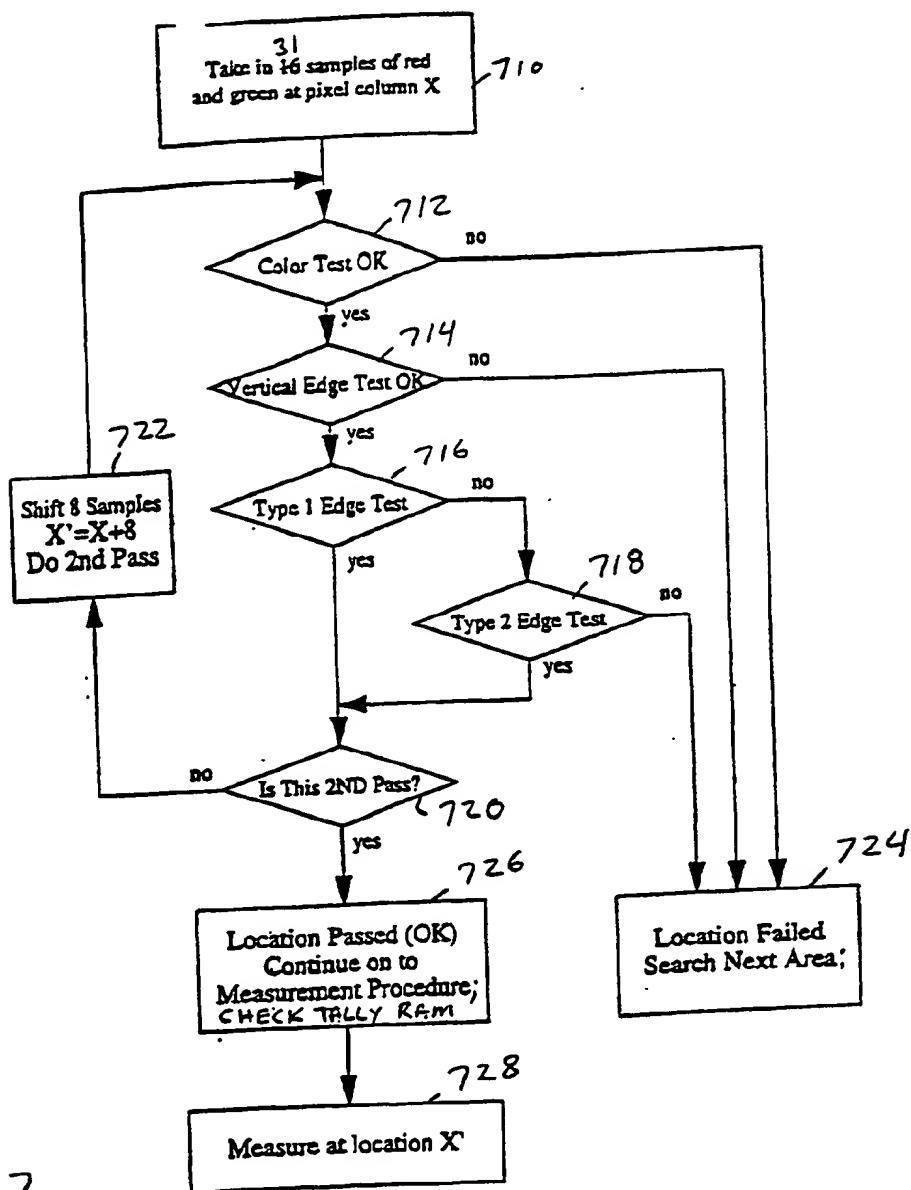 31
Take in 16 samples of red
and green at pixel column X
710
712
Color Test OK
no
yes
714
Vertical Edge Test OK
no
yes
722
716
Shift 8 Samples
X'=X+8
Do 2nd Pass
Type 1 Edge Test
no
yes
718
Type 2 Edge Test
no
yes
no
Is This 2ND Pass?
720
yes
726
724
Location Passed (OK)
Continue on to
Measurement Procedure;
CHECK TALLY RAM
Location Failed
Search Next Area;
728
Measure at location X'
7